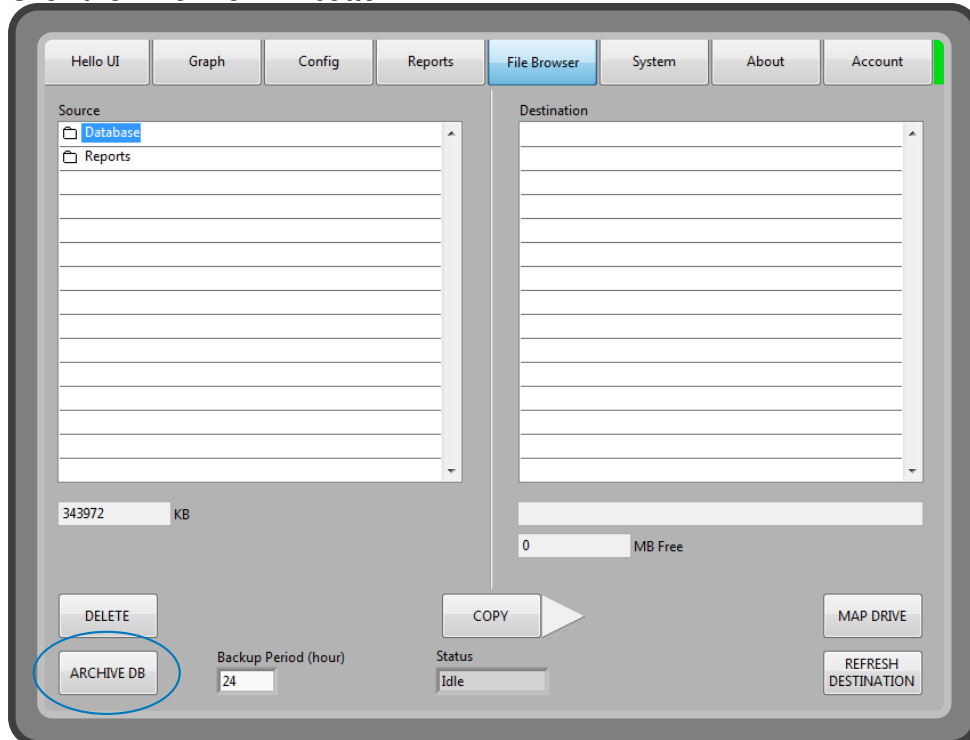 Hello UI
Graph
Config
Reports
File Browser
System
About
Account
Source
Destination
Database
Reports
343972 KB
0 MB Free
DELETE
COPY
MAP DRIVE
ARCHIVE DB
Backup Period (hour)
24
Status
Idle
REFRESH
DESTINATION